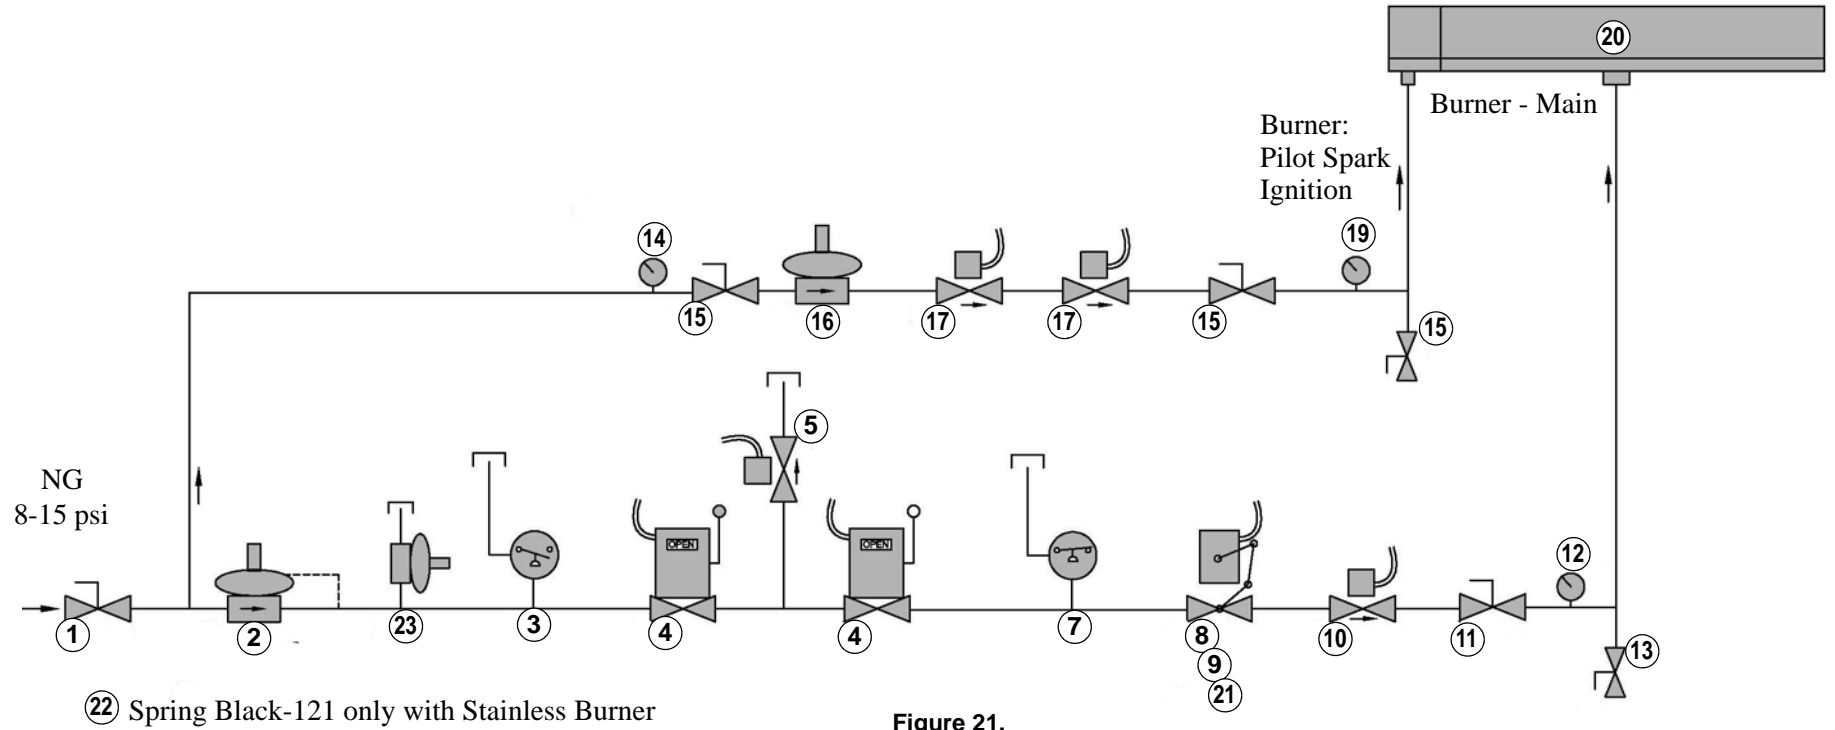 20
Burner - Main
Burner:
Pilot Spark
Ignition
14
19
15
16
17
17
15
15
5
NG
8-15 psi
OPEN
OPEN
12
1
2
23
3
4
4
7
8
9
21
10
11
13
22 Spring Black-121 only with Stainless Burner
Figure 21.